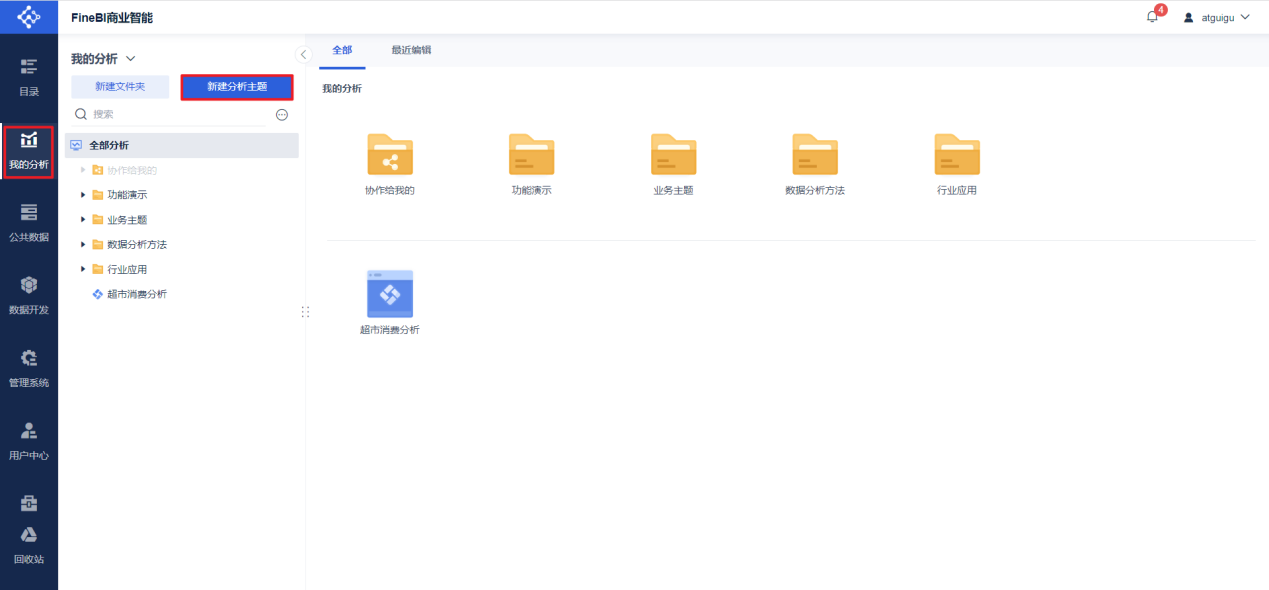 FineBI商业智能
4
atguigu
目录
我的分析
公共数据
数据开发
管理系统
用户中心
回收站
我的分析
新建文件夹
新建分析主题
搜索
全部分析
协作给我的
功能演示
业务主题
数据分析方法
行业应用
超市消费分析
全部
最近编辑
我的分析
协作给我的
功能演示
业务主题
数据分析方法
行业应用
超市消费分析